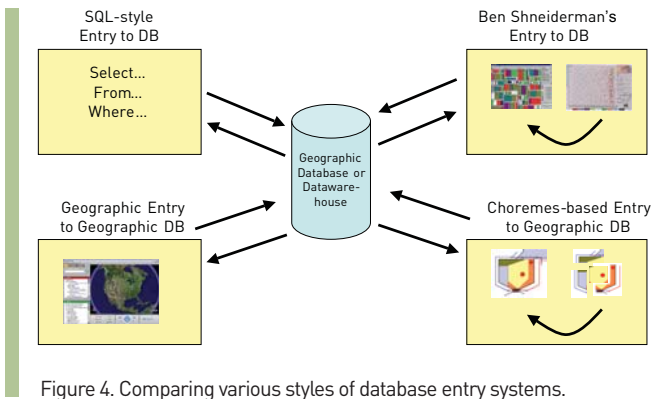 SQL-style
Entry to DB
Select...
From...
Where...
Ben Shneiderman's
Entry to DB
Geographic
Database or
Dataware-
house
Geographic Entry
to Geographic DB
Choremes-based Entry
to Geographic DB
Figure 4. Comparing various styles of database entry systems.